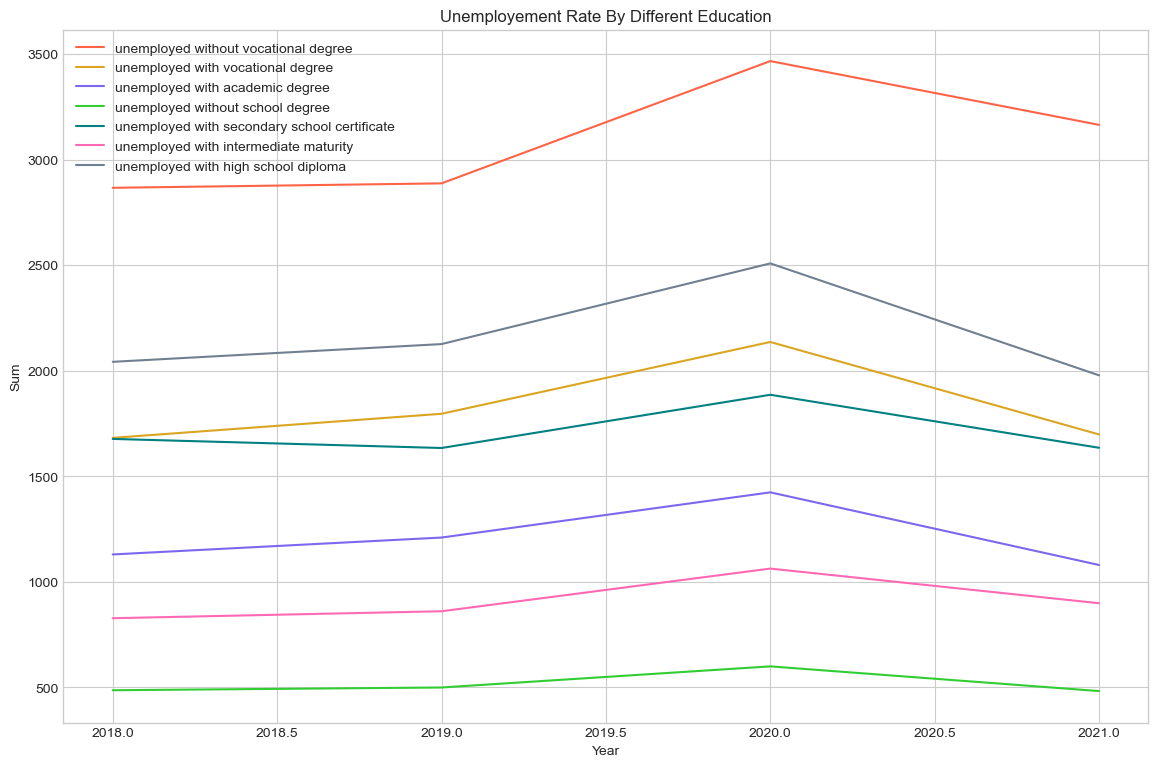 Unemployement Rate By Different Education
unemployed without vocational degree
unemployed with vocational degree
unemployed with academic degree
unemployed without school degree
unemployed with secondary school certificate
unemployed with intermediate maturity
unemployed with high school diploma
3500
3000
2500
2000
1500
1000
500
Sum
2018.0 2018.5 2019.0 2019.5 2020.0 2020.5 2021.0
Year